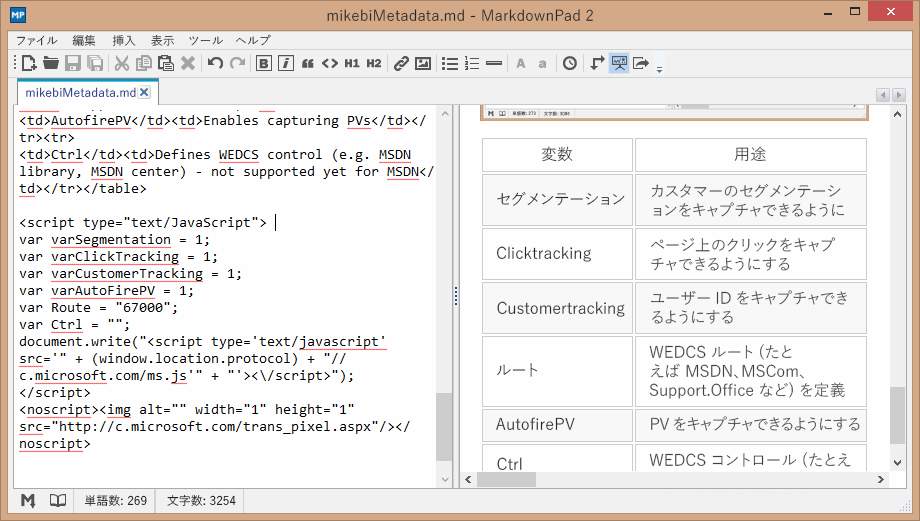 mikebiMetadata.md - MarkdownPad 2
ファイル 編集 挿入 表示 ツール ヘルプ
B i H1 H2 A a
mikebiMetadata.md
<td>AutofirePV</td><td>Enables capturing PVs</td></
tr><tr>
<td>Ctrl</td><td>Defines WEDCS control (e.g. MSDN
library, MSDN center) - not supported yet for MSDN</
td></tr></table>
<script type="text/JavaScript">
var varSegmentation = 1;
var varClickTracking = 1;
var varCustomerTracking = 1;
var varAutoFirePV = 1;
var Route = "67000";
var Ctrl = "";
document.write("<script type='text/javascript'
src='" + (window.location.protocol) + "//
c.microsoft.com/ms.js'" + "'><\/script>");
</script>
<noscript><img alt="" width="1" height="1"
src="http://c.microsoft.com/trans_pixel.aspx"/></
noscript>
単語数: 273 文字数: 3284
変数 用途
セグメンテーション カスタマーのセグメンテーシ
ョンをキャプチャできるように
Clicktracking ページ上のクリックをキャプ
チャできるようにする
Customertracking ユーザー ID をキャプチャでき
るようにする
ルート WEDCS ルート (たと
えば MSDN、MSCom、
Support.Office など) を定義
AutofirePV PV をキャプチャできるようにする
Ctrl WEDCS コントロール (たとえ
単語数: 269 文字数: 3254